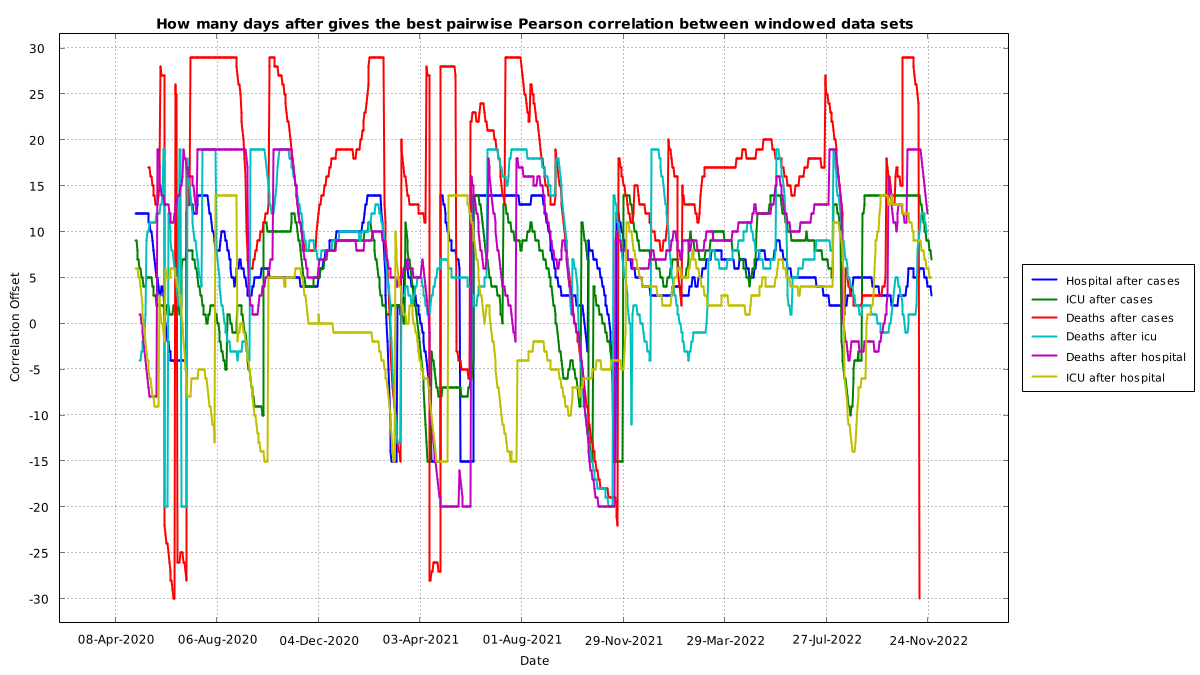 How many days after gives the best pairwise Pearson correlation between windowed data sets
30
25
20
15
10
5
0
-5
-10
-15
-20
-25
-30
Correlation Offset
08-Apr-2020
06-Aug-2020
04-Dec-2020
03-Apr-2021
01-Aug-2021
29-Nov-2021
29-Mar-2022
27-Jul-2022
24-Nov-2022
Date
Hospital after cases
ICU after cases
Deaths after cases
Deaths after icu
Deaths after hospital
ICU after hospital